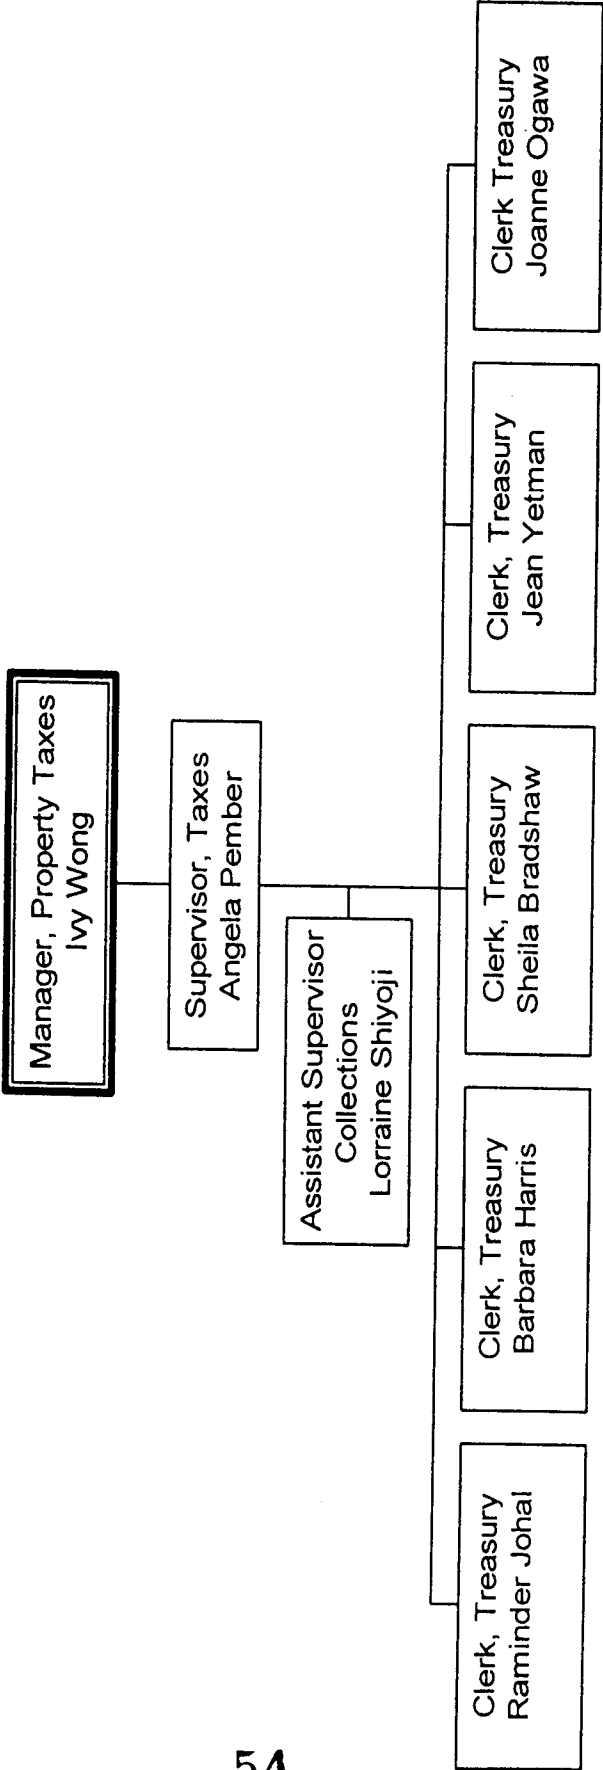 Manager, Property Taxes
Ivy Wong
Supervisor, Taxes
Angela Pember
Assistant Supervisor
Collections
Lorraine Shiyoji
Clerk, Treasury
Raminder Johal
Clerk, Treasury
Barbara Harris
Clerk, Treasury
Sheila Bradshaw
Clerk, Treasury
Jean Yetman
Clerk Treasury
Joanne Ogawa
54